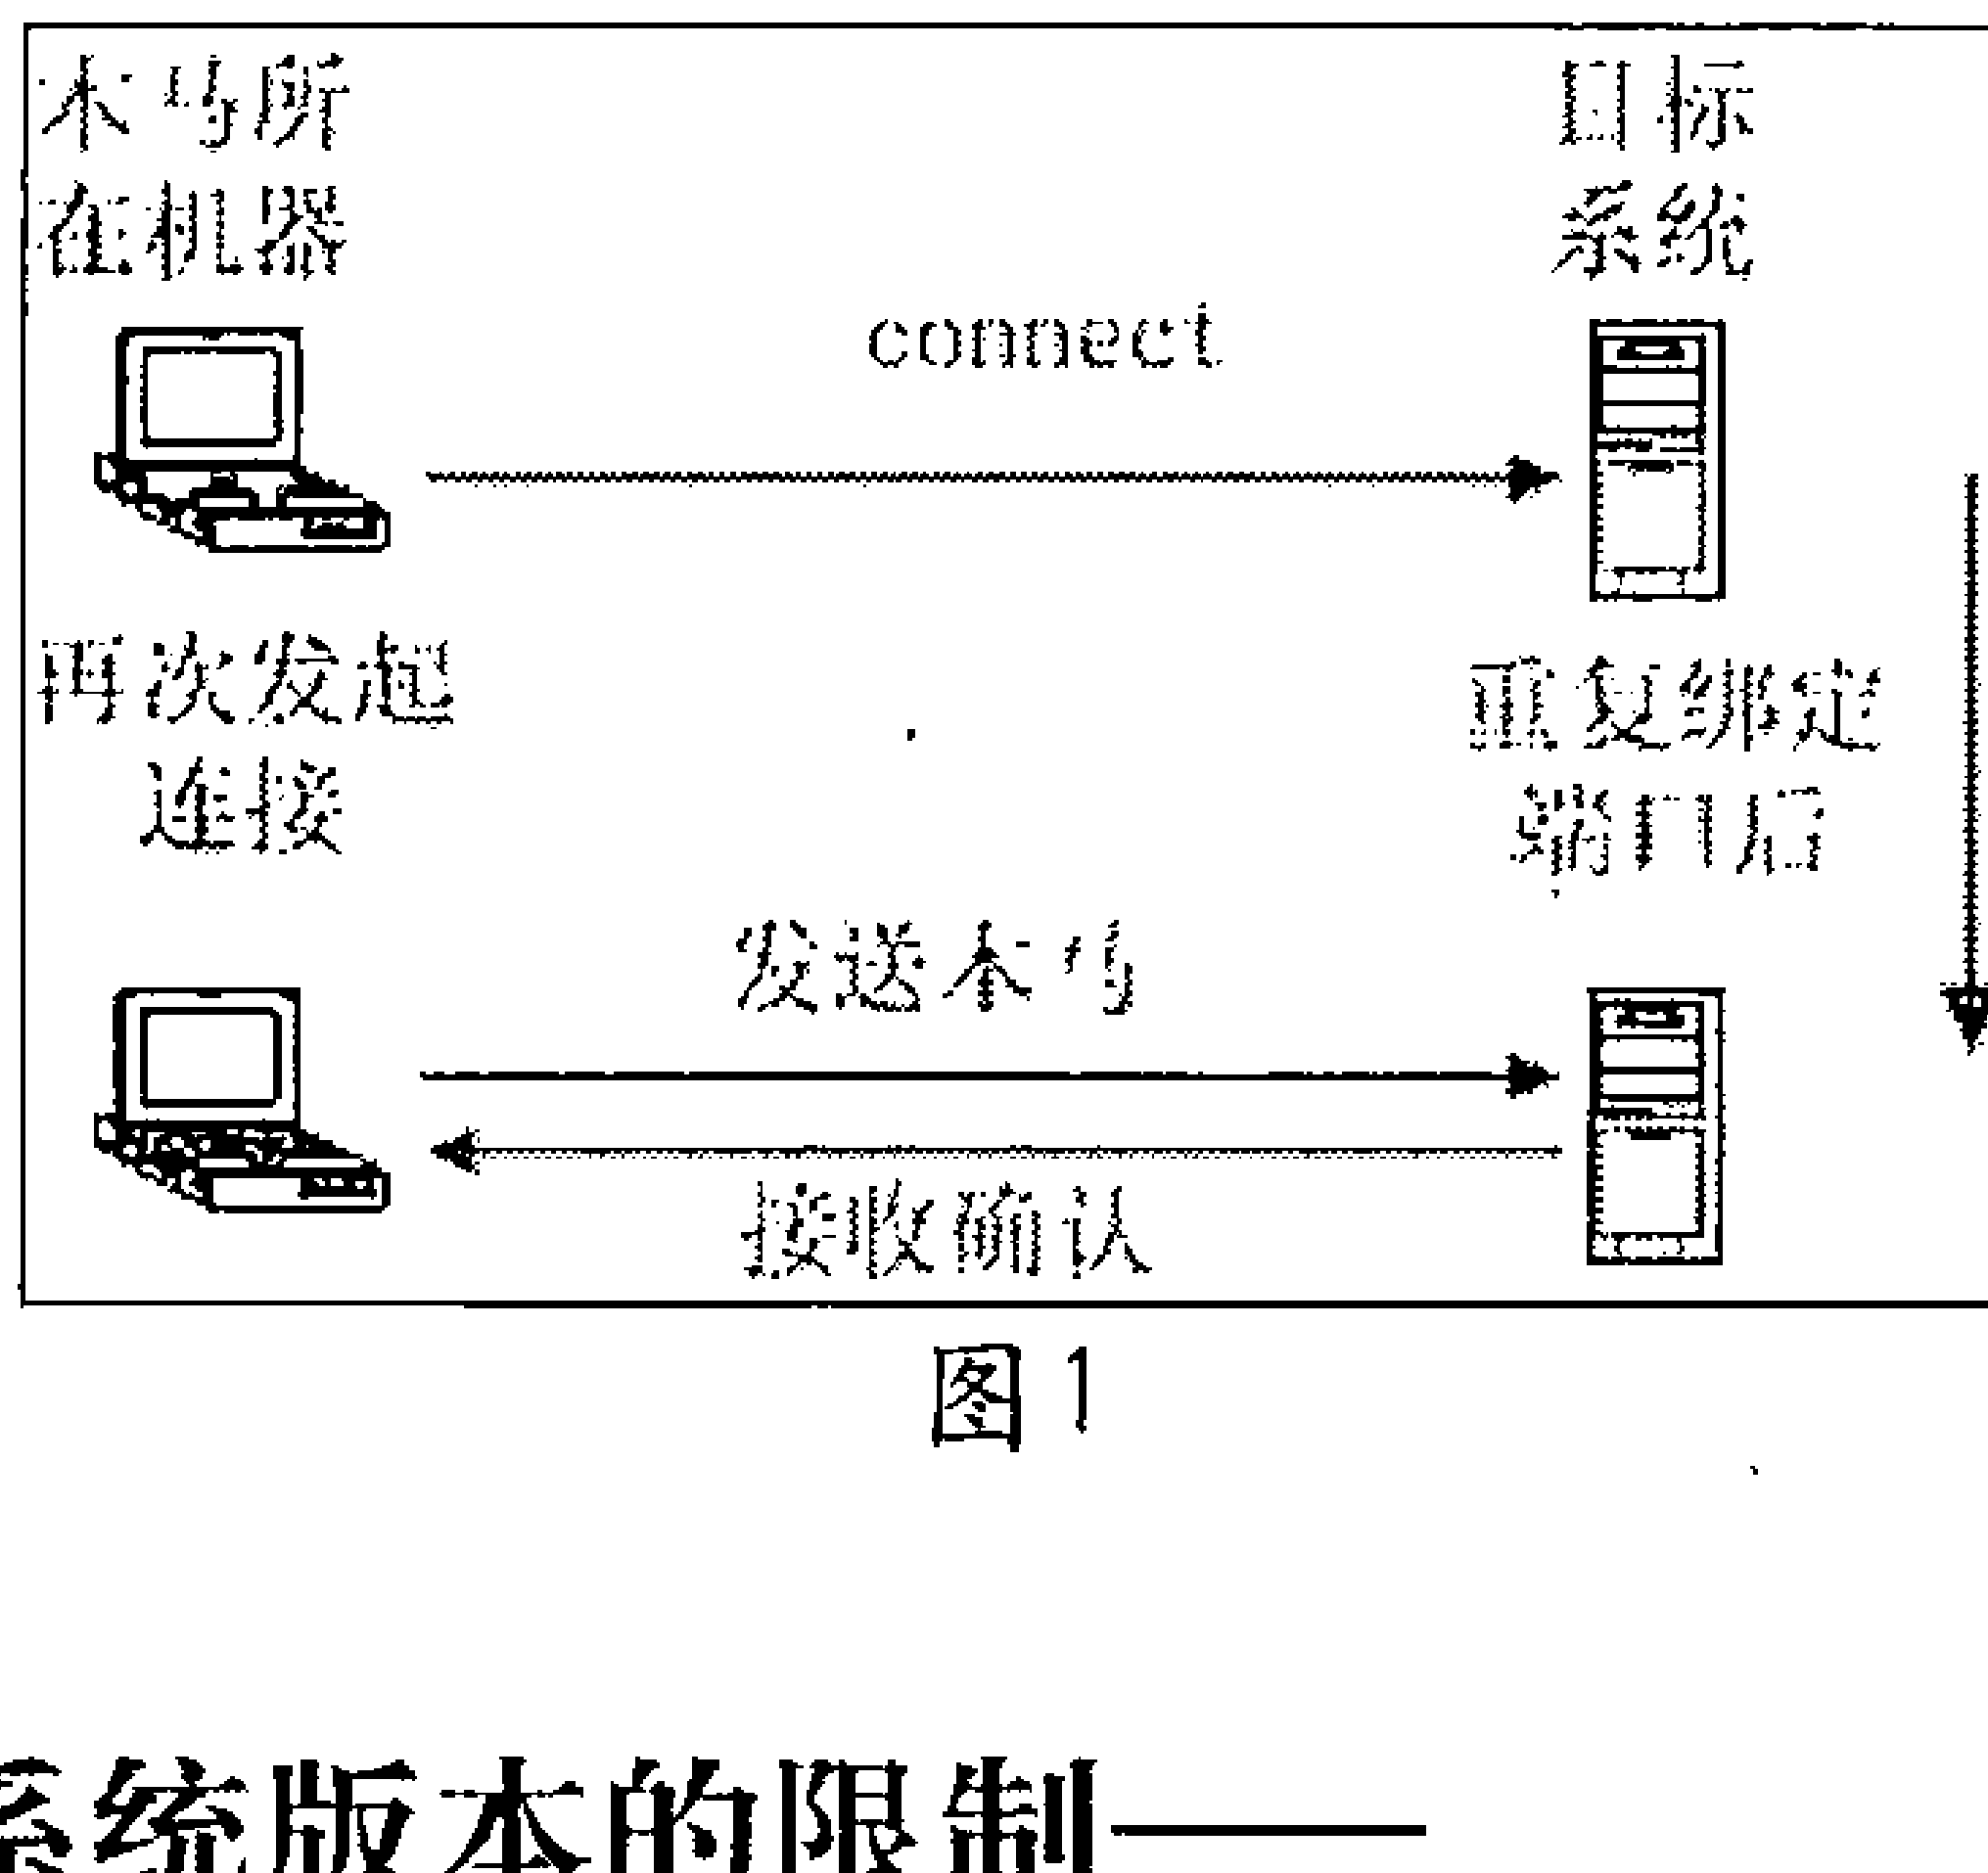 木马所
在机器
目标
系统
connect
再次发起
连接
重复绑定
端口后
发送木马
接收确认
图1
系统版本的限制——